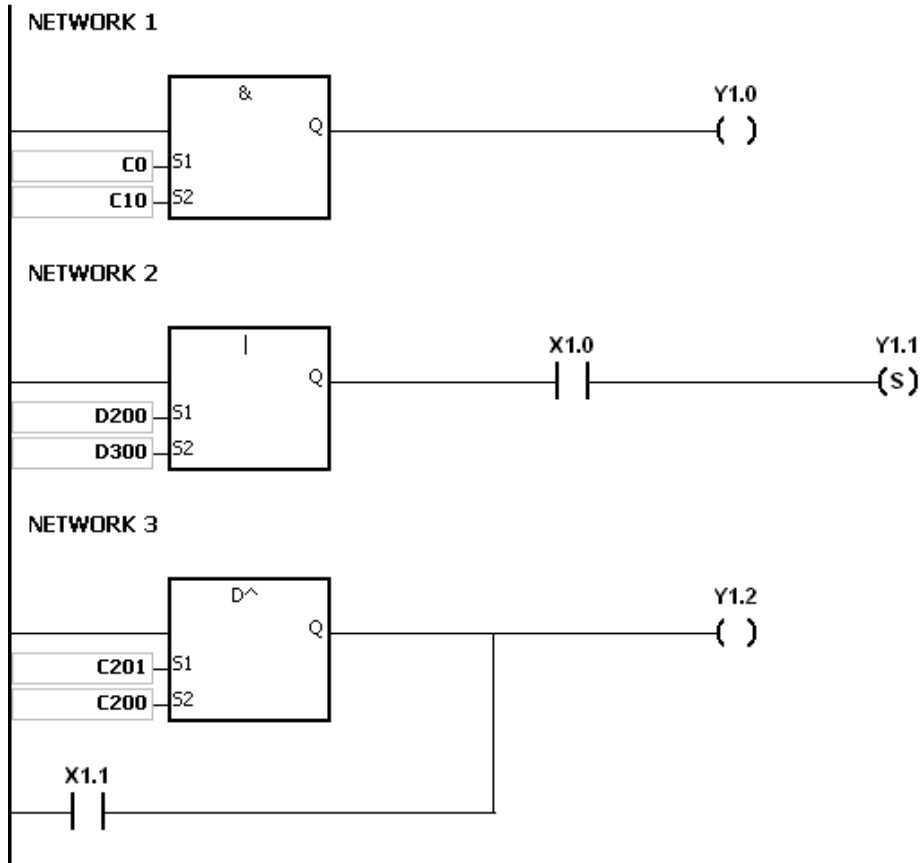 NETWORK 1
&
Y1.0
Q
( )
C0 S1
C10 S2
NETWORK 2
|
X1.0
Y1.1
Q
(S)
D200 S1
D300 S2
NETWORK 3
D^
Y1.2
Q
( )
C201 S1
C200 S2
X1.1